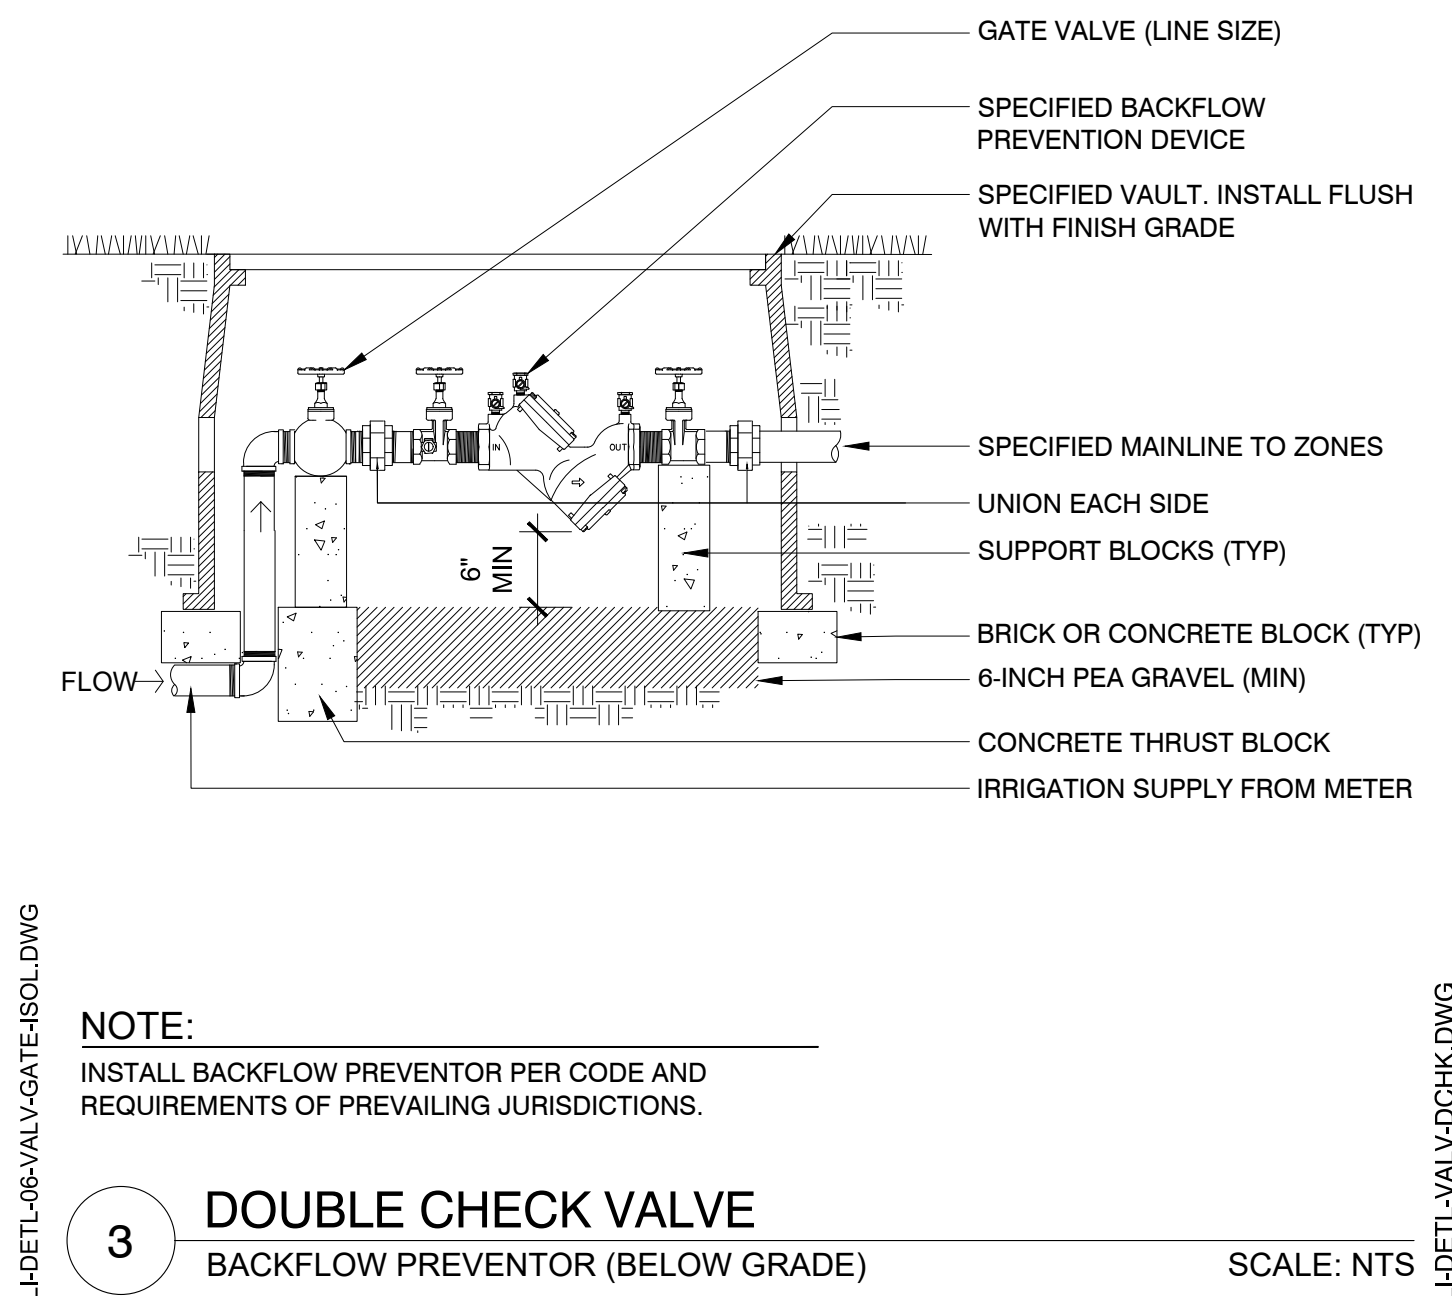 GATE VALVE (LINE SIZE)
SPECIFIED BACKFLOW
PREVENTION DEVICE
SPECIFIED VAULT. INSTALL FLUSH
WITH FINISH GRADE
IN
OUT
SPECIFIED MAINLINE TO ZONES
UNION EACH SIDE
SUPPORT BLOCKS (TYP)
6"
MIN
BRICK OR CONCRETE BLOCK (TYP)
6-INCH PEA GRAVEL (MIN)
FLOW
CONCRETE THRUST BLOCK
IRRIGATION SUPPLY FROM METER
LI-DETL-06-VALV-GATE-ISOL.DWG
LI-DETL-VALV-DCHK.DWG
NOTE:
INSTALL BACKFLOW PREVENTOR PER CODE AND
REQUIREMENTS OF PREVAILING JURISDICTIONS.
3
DOUBLE CHECK VALVE
BACKFLOW PREVENTOR (BELOW GRADE)
SCALE: NTS